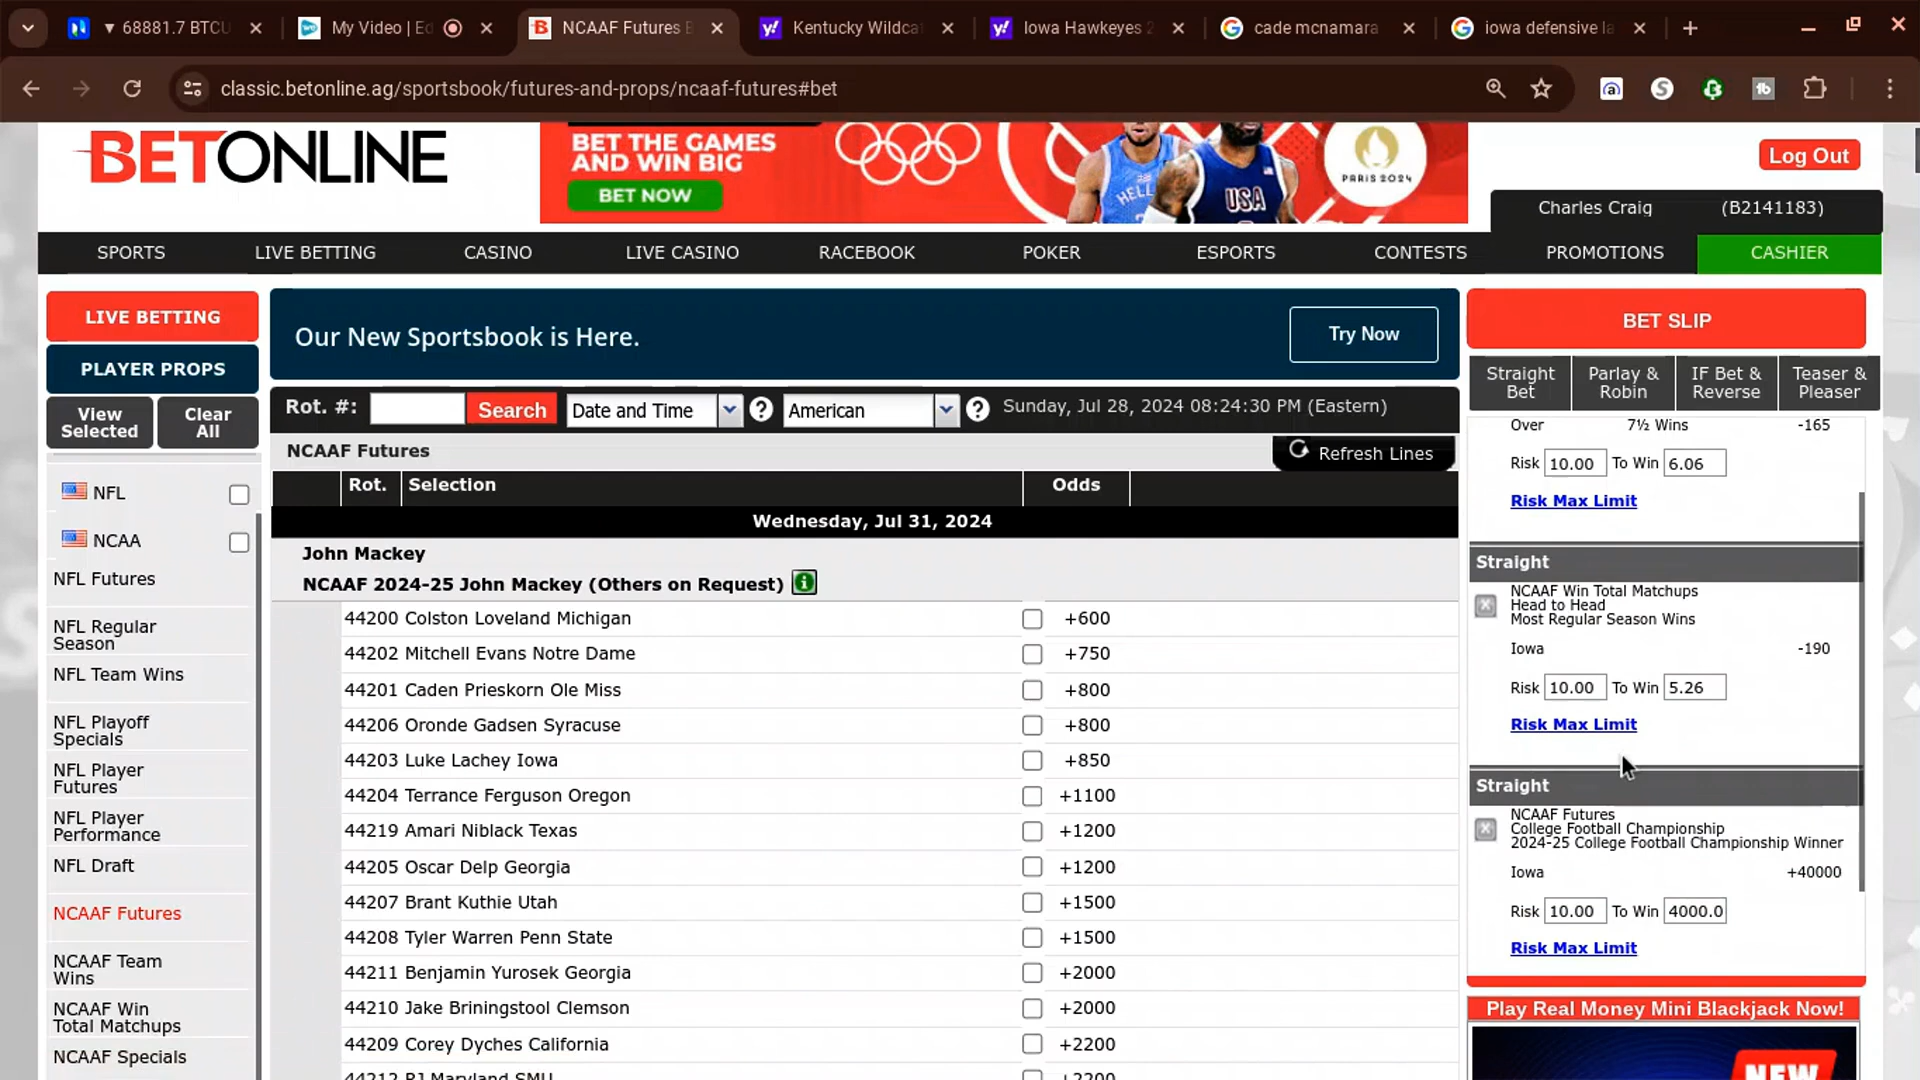 68881.7 BTCU
My Video | Ed
NCAAF Futures B
Kentucky Wildcat
Iowa Hawkeyes 2
cade mcnamara
iowa defensive la
classic.betonline.ag/sportsbook/futures-and-props/ncaaf-futures#bet
BETONLINE
BET THE GAMES
AND WIN BIG
BET NOW
HELL
USA
PARIS 2024
Log Out
Charles Craig (B2141183)
SPORTS LIVE BETTING CASINO LIVE CASINO RACEBOOK POKER ESPORTS CONTESTS PROMOTIONS CASHIER
LIVE BETTING
PLAYER PROPS
View Selected
Clear All
NFL
NCAA
NFL Futures
NFL Regular
Season
NFL Team Wins
NFL Playoff
Specials
NFL Player
Futures
NFL Player
Performance
NFL Draft
NCAAF Futures
NCAAF Team
Wins
NCAAF Win
Total Matchups
NCAAF Specials
Our New Sportsbook is Here.
Try Now
Rot. #: Search Date and Time ? American ? Sunday, Jul 28, 2024 08:24:30 PM (Eastern)
NCAAF Futures
Refresh Lines
Rot. Selection Odds
Wednesday, Jul 31, 2024
John Mackey
NCAAF 2024-25 John Mackey (Others on Request) i
44200 Colston Loveland Michigan +600
44202 Mitchell Evans Notre Dame +750
44201 Caden Prieskorn Ole Miss +800
44206 Oronde Gadsen Syracuse +800
44203 Luke Lachey Iowa +850
44204 Terrance Ferguson Oregon +1100
44219 Amari Niblack Texas +1200
44205 Oscar Delp Georgia +1200
44207 Brant Kuthie Utah +1500
44208 Tyler Warren Penn State +1500
44211 Benjamin Yurosek Georgia +2000
44210 Jake Briningstool Clemson +2000
44209 Corey Dyches California +2200
44212 RJ Maryland SMU +2200
BET SLIP
Straight Bet
Parlay & Robin
IF Bet & Reverse
Teaser & Pleaser
Over 7½ Wins -165
Risk 10.00 To Win 6.06
Risk Max Limit
Straight
NCAAF Win Total Matchups
Head to Head
Most Regular Season Wins
Iowa -190
Risk 10.00 To Win 5.26
Risk Max Limit
Straight
NCAAF Futures
College Football Championship
2024-25 College Football Championship Winner
Iowa +40000
Risk 10.00 To Win 4000.0
Risk Max Limit
Play Real Money Mini Blackjack Now!
NEW